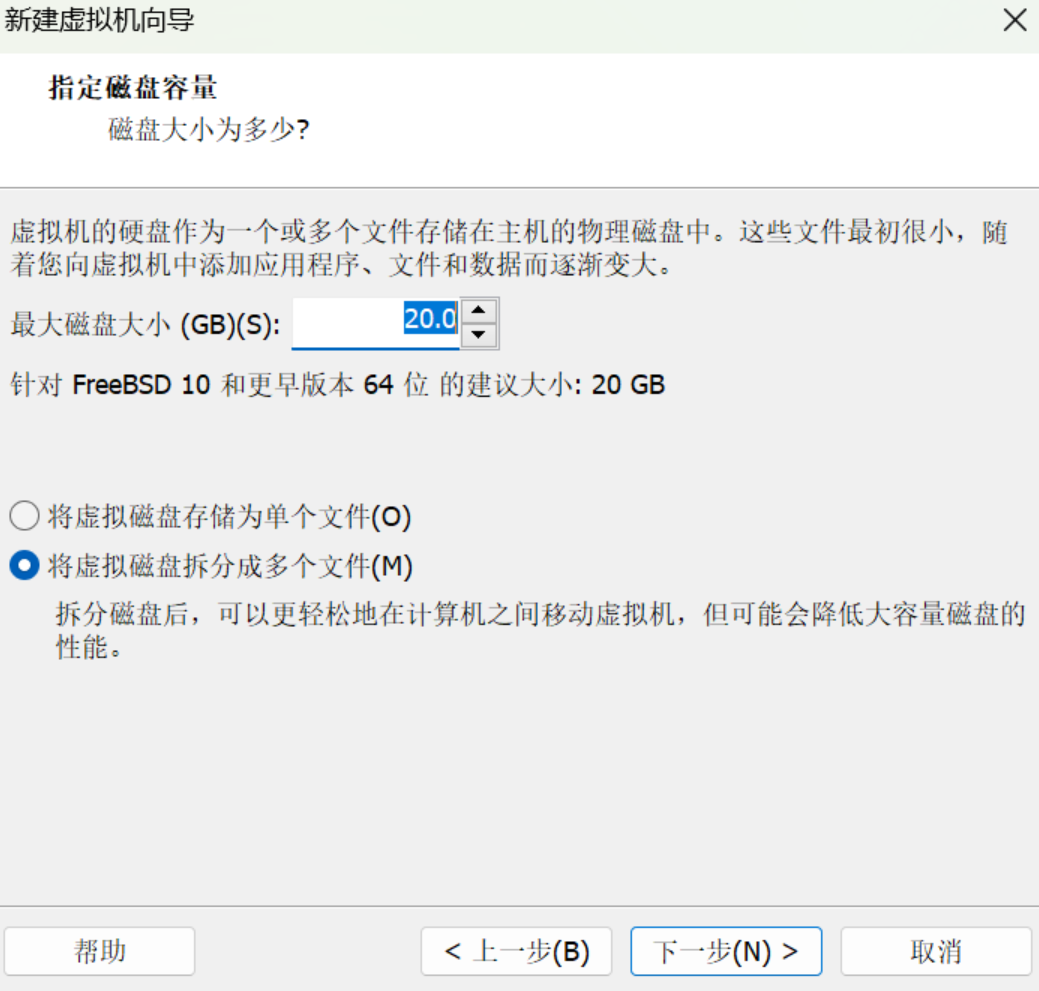 新建虚拟机向导
指定磁盘容量
磁盘大小为多少?
虚拟机的硬盘作为一个或多个文件存储在主机的物理磁盘中。这些文件最初很小，随
着您向虚拟机中添加应用程序、文件和数据而逐渐变大。
最大磁盘大小 (GB)(S): 20.0
针对 FreeBSD 10 和更早版本 64 位 的建议大小: 20 GB
将虚拟磁盘存储为单个文件(O)
将虚拟磁盘拆分成多个文件(M)
拆分磁盘后，可以更轻松地在计算机之间移动虚拟机，但可能会降低大容量磁盘的
性能。
帮助 < 上一步(B) 下一步(N) > 取消